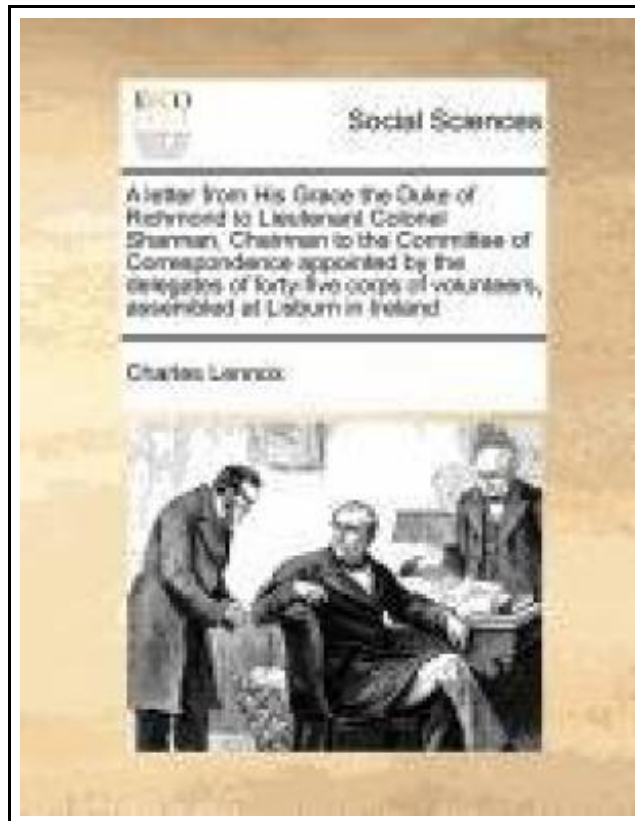 ECCO
Social Sciences
A letter from His Grace the Duke of
Richmond to Lieutenant Colonel
Sharman, Chairman to the Committee of
Correspondence appointed by the
delegates of forty-five corps of volunteers,
assembled at Lisburn in Ireland
Charles Lennox